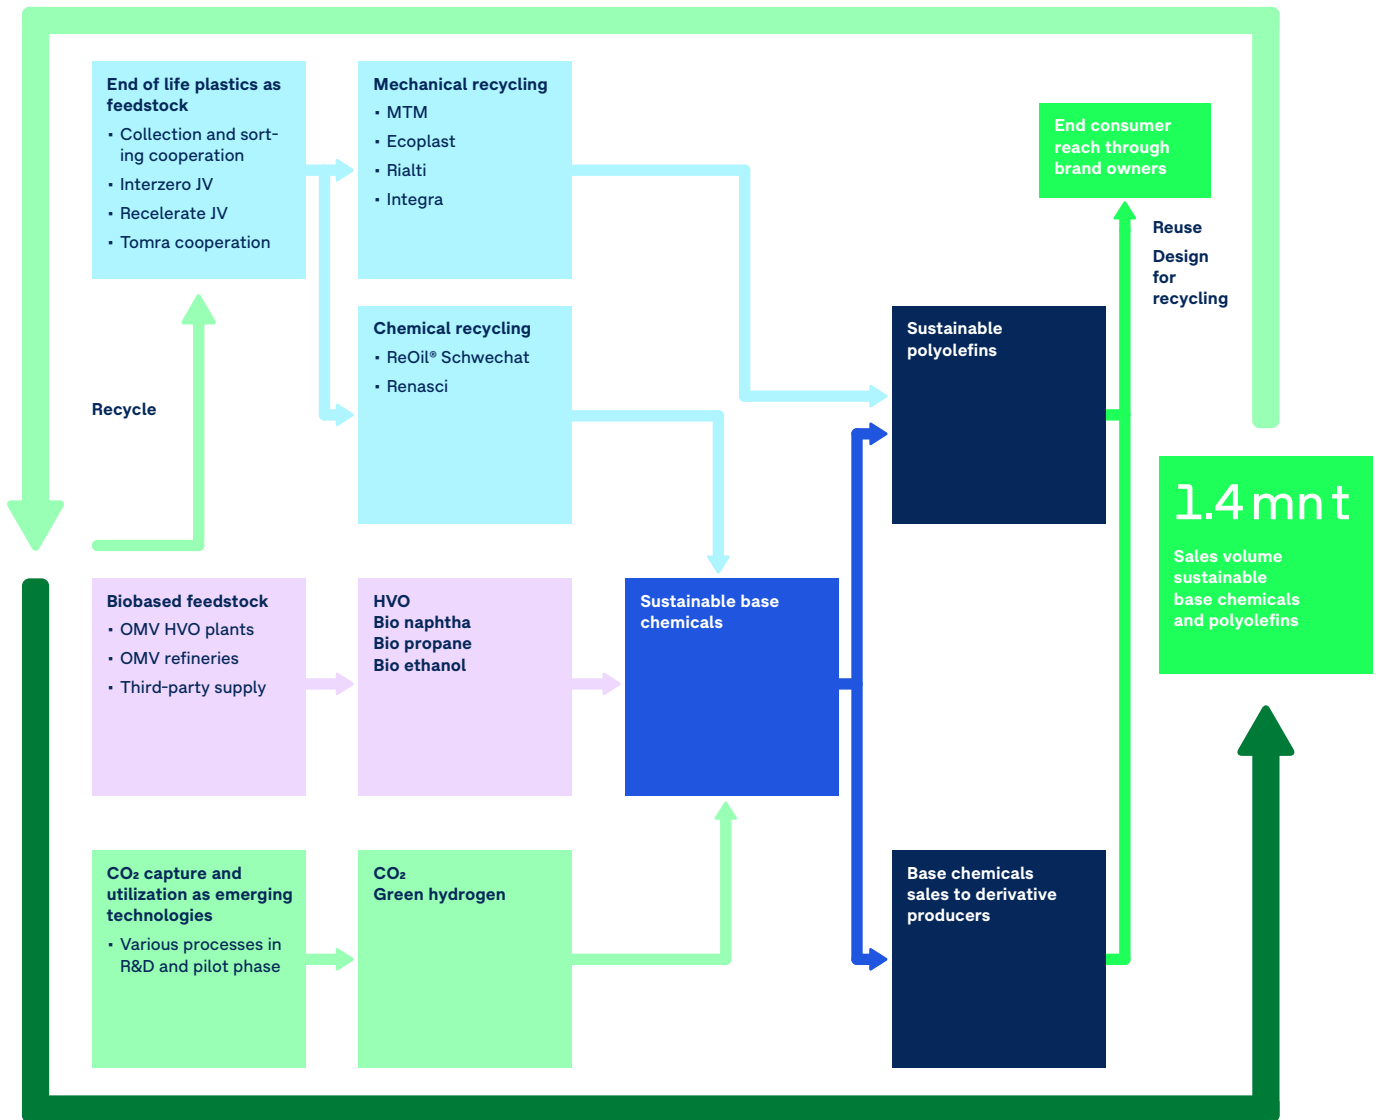 End of life plastics as
feedstock
▪ Collection and sort-
ing cooperation
▪ Interzero JV
▪ Recelerate JV
▪ Tomra cooperation
Mechanical recycling
▪ MTM
▪ Ecoplast
▪ Rialti
▪ Integra
End consumer
reach through
brand owners
Reuse
Design
for
recycling
Chemical recycling
▪ ReOil® Schwechat
▪ Renasci
Sustainable
polyolefins
Recycle
1.4 mn t
Sales volume
sustainable
base chemicals
and polyolefins
Biobased feedstock
▪ OMV HVO plants
▪ OMV refineries
▪ Third-party supply
HVO
Bio naphtha
Bio propane
Bio ethanol
Sustainable base
chemicals
CO₂ capture and
utilization as emerging
technologies
▪ Various processes in
R&D and pilot phase
CO₂
Green hydrogen
Base chemicals
sales to derivative
producers